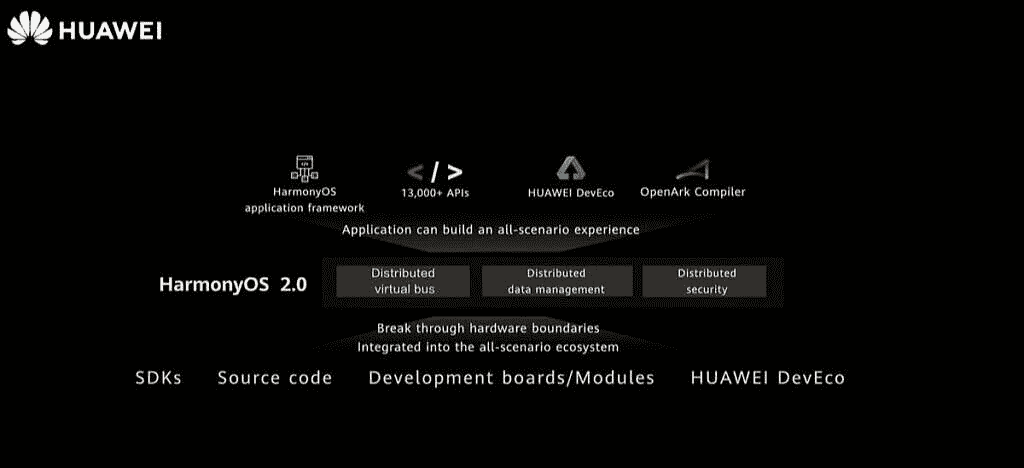 HUAWEI
HarmonyOS
application framework
</>
13,000+ APIs
HUAWEI DevEco
OpenArk Compiler
Application can build an all-scenario experience
HarmonyOS 2.0
Distributed
virtual bus
Distributed
data management
Distributed
security
Break through hardware boundaries
Integrated into the all-scenario ecosystem
SDKs Source code Development boards/Modules HUAWEI DevEco